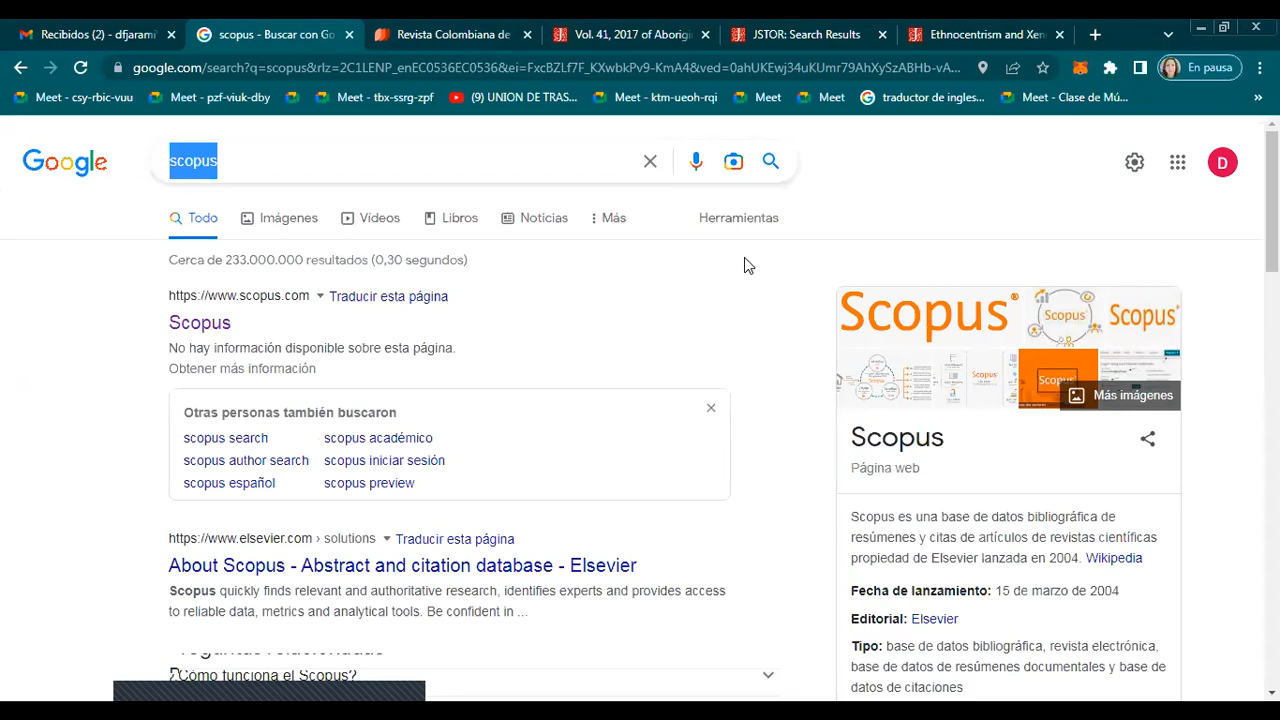 Recibidos (2) - dfjarami
scopus - Buscar con Go
Revista Colombiana de
Vol. 41, 2017 of Aborigi
JSTOR: Search Results
Ethnocentrism and Xen
google.com/search?q=scopus&rlz=2C1LENP_enEC0536EC0536&ei=FxcBZLf7F_KXwbkPv9-KmA4&ved=0ahUKEwj34uKUmr79AhXySzABHb-vA...
En pausa
Meet - csy-rbic-vuu
Meet - pzf-viuk-dby
Meet - tbx-ssrg-zpf
(9) UNION DE TRAS...
Meet - ktm-ueoh-rqi
Meet
Meet
traductor de ingles...
Meet - Clase de Mú...
»
Google
scopus
D
Todo
Imágenes
Vídeos
Libros
Noticias
Más
Herramientas
Cerca de 233.000.000 resultados (0,30 segundos)
https://www.scopus.com
Traducir esta página
Scopus
No hay información disponible sobre esta página.
Obtener más información
Otras personas también buscaron
scopus search
scopus académico
scopus author search
scopus iniciar sesión
scopus español
scopus preview
https://www.elsevier.com › solutions
Traducir esta página
About Scopus - Abstract and citation database - Elsevier
Scopus quickly finds relevant and authoritative research, identifies experts and provides access
to reliable data, metrics and analytical tools. Be confident in ...
¿Cómo funciona el Scopus?
Scopus®
Scopus
Scopus®
Scopus
Scopus
Más imágenes
Scopus
Página web
Scopus es una base de datos bibliográfica de
resúmenes y citas de artículos de revistas científicas
propiedad de Elsevier lanzada en 2004. Wikipedia
Fecha de lanzamiento: 15 de marzo de 2004
Editorial: Elsevier
Tipo: base de datos bibliográfica, revista electrónica,
base de datos de resúmenes documentales y base
de datos de citaciones